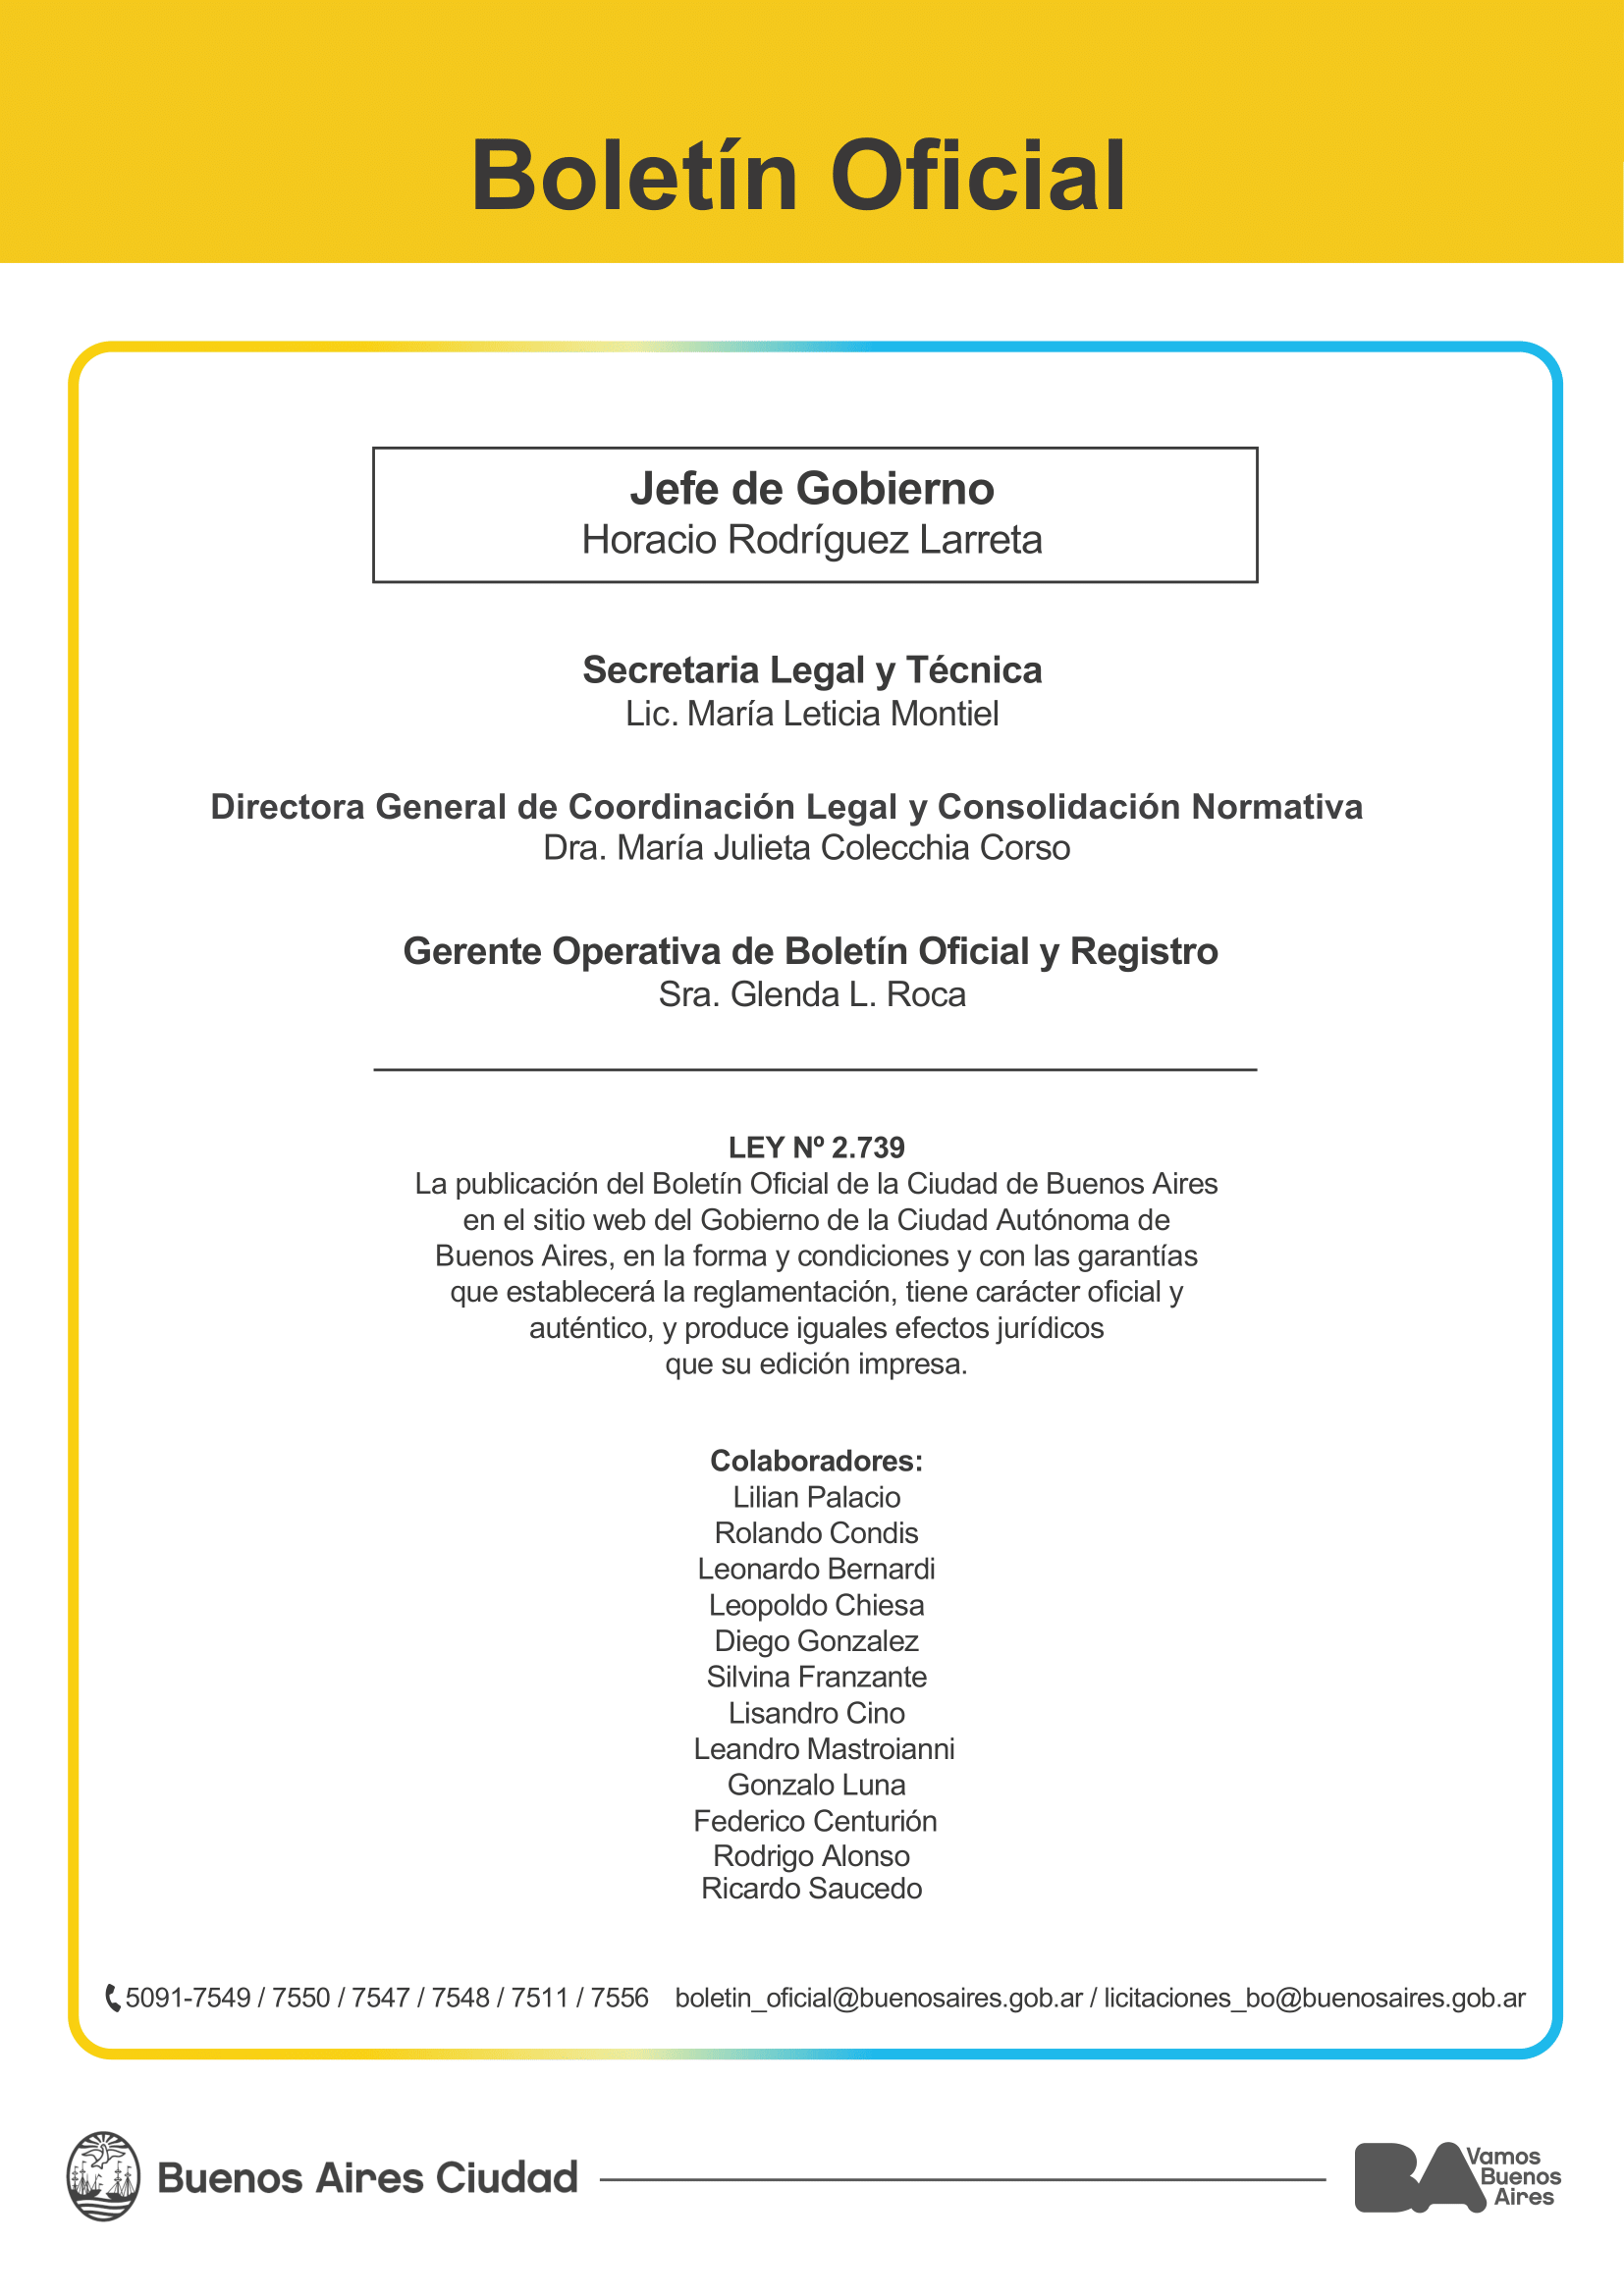 Boletín Oficial
Jefe de Gobierno
Horacio Rodríguez Larreta
Secretaria Legal y Técnica
Lic. María Leticia Montiel
Directora General de Coordinación Legal y Consolidación Normativa
Dra. María Julieta Colecchia Corso
Gerente Operativa de Boletín Oficial y Registro
Sra. Glenda L. Roca
LEY Nº 2.739
La publicación del Boletín Oficial de la Ciudad de Buenos Aires
en el sitio web del Gobierno de la Ciudad Autónoma de
Buenos Aires, en la forma y condiciones y con las garantías
que establecerá la reglamentación, tiene carácter oficial y
auténtico, y produce iguales efectos jurídicos
que su edición impresa.
Colaboradores:
Lilian Palacio
Rolando Condis
Leonardo Bernardi
Leopoldo Chiesa
Diego Gonzalez
Silvina Franzante
Lisandro Cino
Leandro Mastroianni
Gonzalo Luna
Federico Centurión
Rodrigo Alonso
Ricardo Saucedo
5091-7549 / 7550 / 7547 / 7548 / 7511 / 7556 boletin_oficial@buenosaires.gob.ar / licitaciones_bo@buenosaires.gob.ar
Buenos Aires Ciudad
BA
Vamos
Buenos
Aires